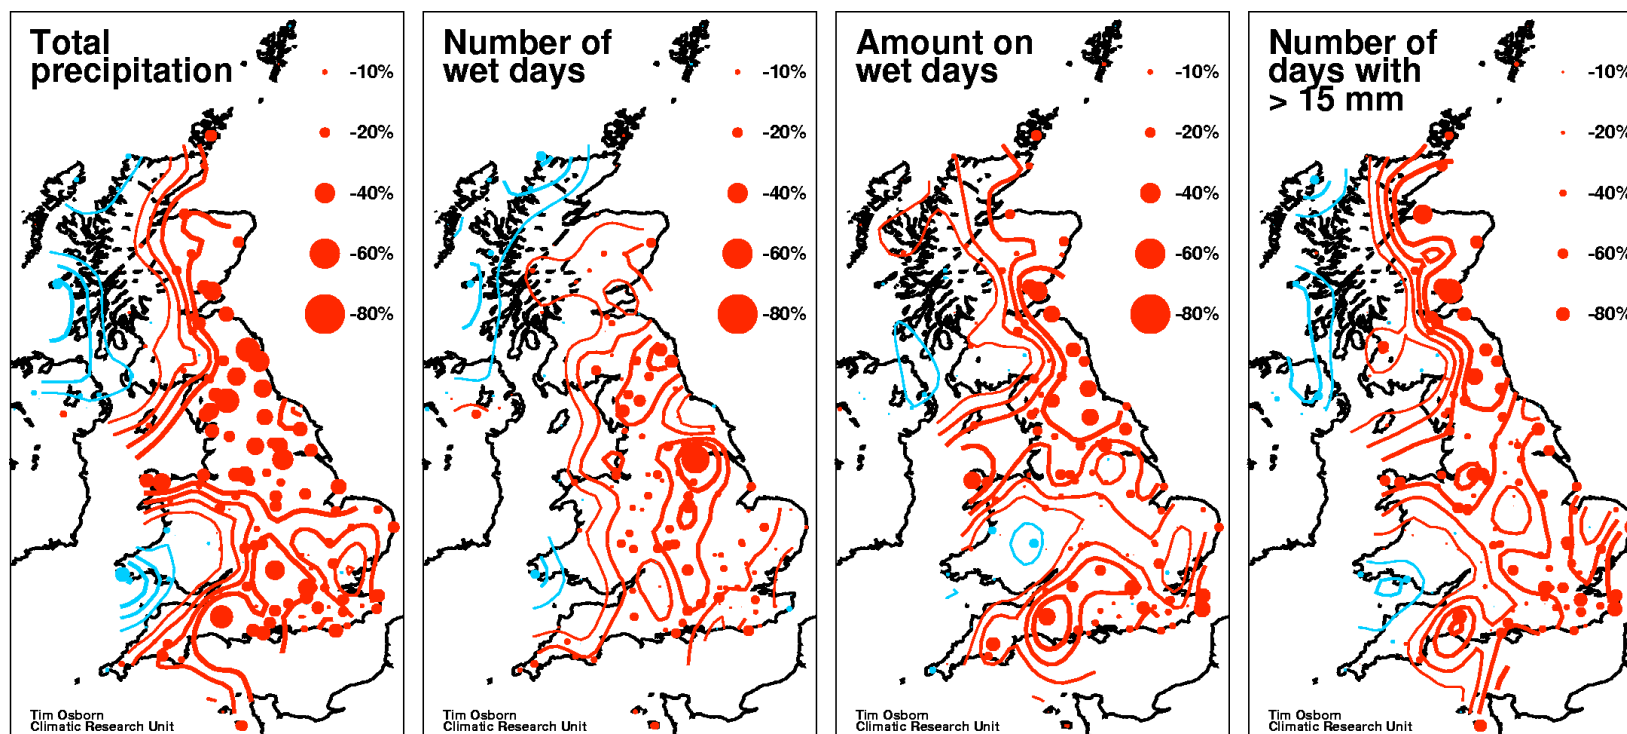 Total
precipitation
-10%
-20%
-40%
-60%
-80%
Tim Osborn
Climatic Research Unit
Number of
wet days
-10%
-20%
-40%
-60%
-80%
Tim Osborn
Climatic Research Unit
Amount on
wet days
-10%
-20%
-40%
-60%
-80%
Tim Osborn
Climatic Research Unit
Number of
days with
> 15 mm
-10%
-20%
-40%
-60%
-80%
Tim Osborn
Climatic Research Unit